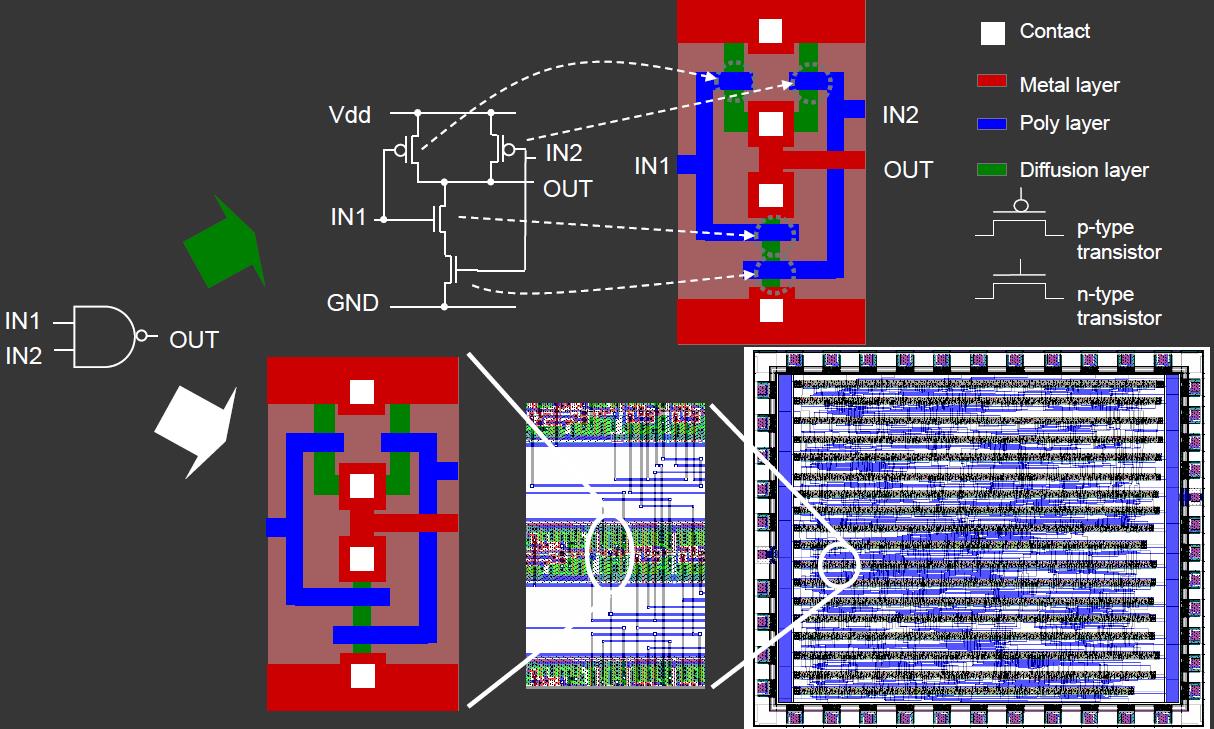 Contact
Metal layer
Poly layer
Diffusion layer
p-type
transistor
n-type
transistor
IN1
IN2
OUT
Vdd
IN2
OUT
IN1
GND
IN1
IN2
OUT